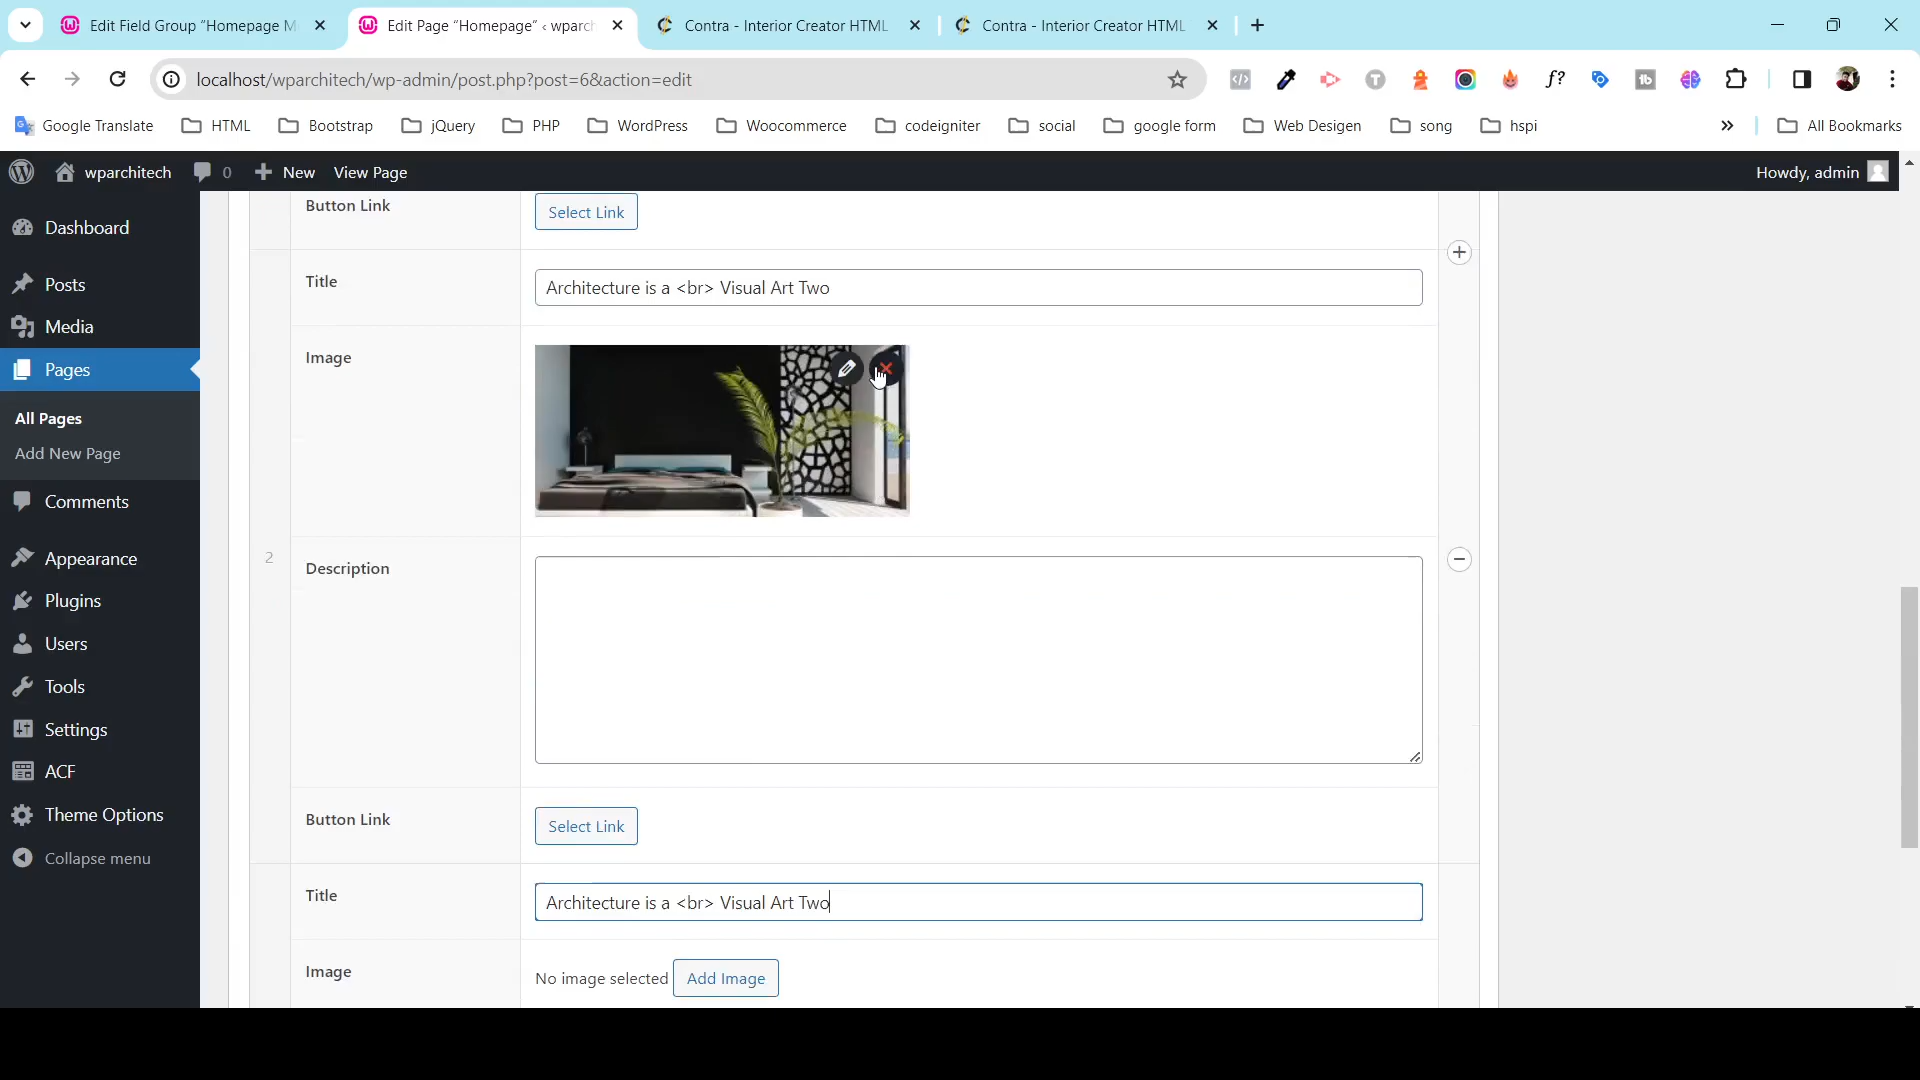 Edit Field Group “Homepage M
Edit Page “Homepage” ‹ wparch
Contra - Interior Creator HTML
Contra - Interior Creator HTML
localhost/wparchitech/wp-admin/post.php?post=6&action=edit
Google Translate
HTML
Bootstrap
jQuery
PHP
WordPress
Woocommerce
codeigniter
social
google form
Web Desigen
song
hspi
All Bookmarks
wparchitech
0
New
View Page
Howdy, admin
Dashboard
Posts
Media
Pages
All Pages
Add New Page
Comments
Appearance
Plugins
Users
Tools
Settings
ACF
Theme Options
Collapse menu
Button Link
Select Link
Title
Architecture is a <br> Visual Art Two
Image
2
Description
Button Link
Select Link
Title
Architecture is a <br> Visual Art Two
Image
No image selected
Add Image